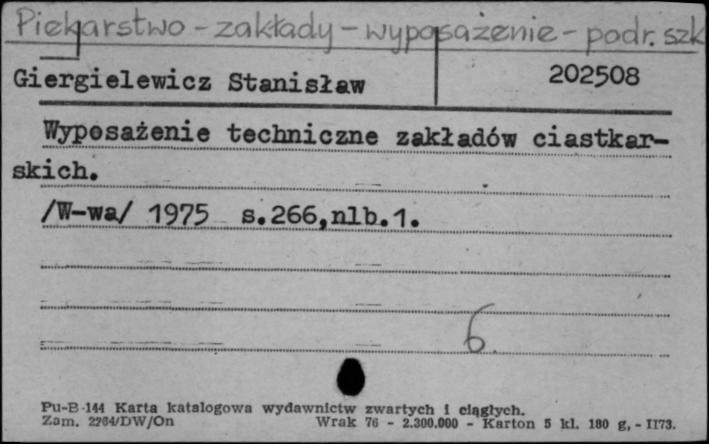 Piekarstwo - zakłady - wyposażenie - podr. szk
Giergielewicz Stanisław 202508
Wyposażenie techniczne zakładów ciastkar-
skich.
/W-wa/ 1975 s.266,nlb.1.
6
Pu-B-144 Karta katalogowa wydawnictw zwartych i ciągłych.
Zam. 2264/DW/On Wrak 76 - 2.300.000 - Karton 5 kl. 180 g, - II73.